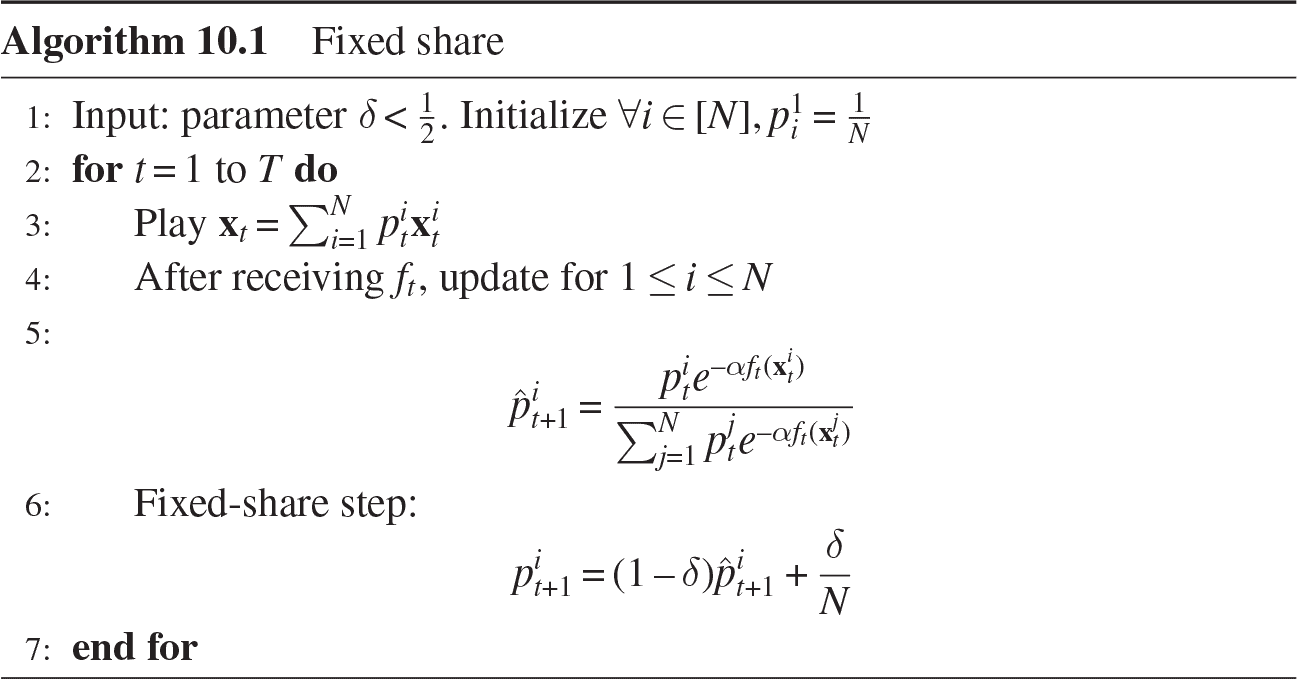 Algorithm 10.1 Fixed share
1: Input: parameter δ < 1/2. Initialize ∀i ∈ [N], p_i^1 = 1/N
2: for t = 1 to T do
3: Play x_t = ∑_{i=1}^N p_t^i x_t^i
4: After receiving f_t, update for 1 ≤ i ≤ N
5:
p̂_{t+1}^i = p_t^i e^{–αf_t(x_t^i)} / ∑_{j=1}^N p_t^j e^{–αf_t(x_t^j)}
6: Fixed-share step:
p_{t+1}^i = (1 – δ)p̂_{t+1}^i + δ/N
7: end for